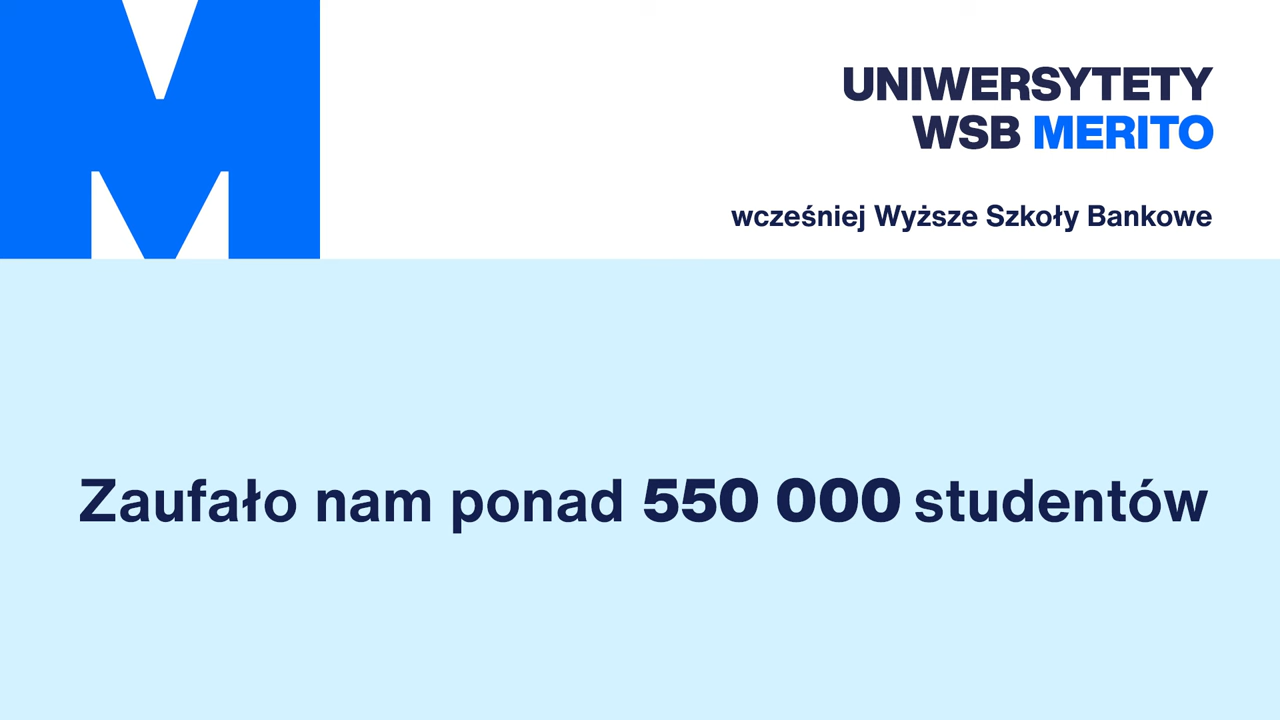 UNIWERSYTETY
WSB MERITO
wcześniej Wyższe Szkoły Bankowe
Zaufało nam ponad 550 000 studentów